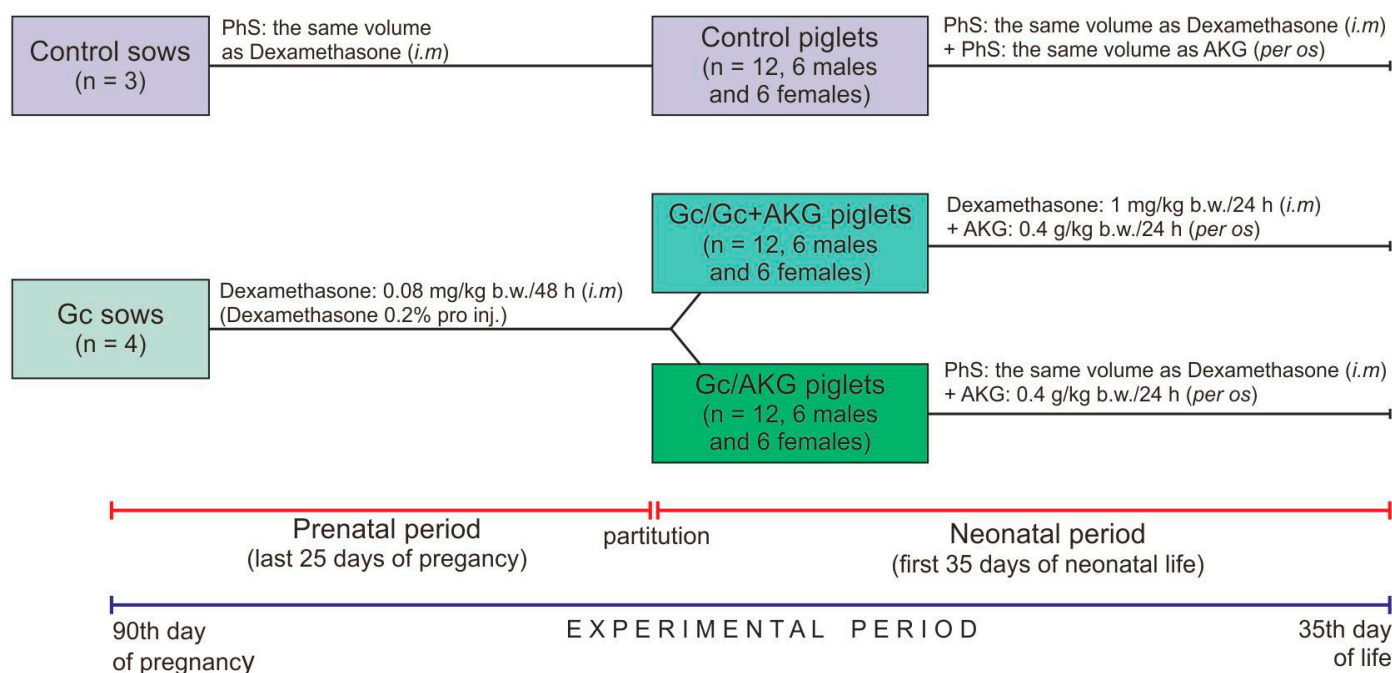 Control sows
(n = 3)
PhS: the same volume
as Dexamethasone (i.m)
Control piglets
(n = 12, 6 males
and 6 females)
PhS: the same volume as Dexamethasone (i.m)
+ PhS: the same volume as AKG (per os)
Gc sows
(n = 4)
Dexamethasone: 0.08 mg/kg b.w./48 h (i.m)
(Dexamethasone 0.2% pro inj.)
Gc/Gc+AKG piglets
(n = 12, 6 males
and 6 females)
Dexamethasone: 1 mg/kg b.w./24 h (i.m)
+ AKG: 0.4 g/kg b.w./24 h (per os)
Gc/AKG piglets
(n = 12, 6 males
and 6 females)
PhS: the same volume as Dexamethasone (i.m)
+ AKG: 0.4 g/kg b.w./24 h (per os)
Prenatal period
(last 25 days of pregancy)
partitution
Neonatal period
(first 35 days of neonatal life)
90th day
of pregnancy
EXPERIMENTAL PERIOD
35th day
of life